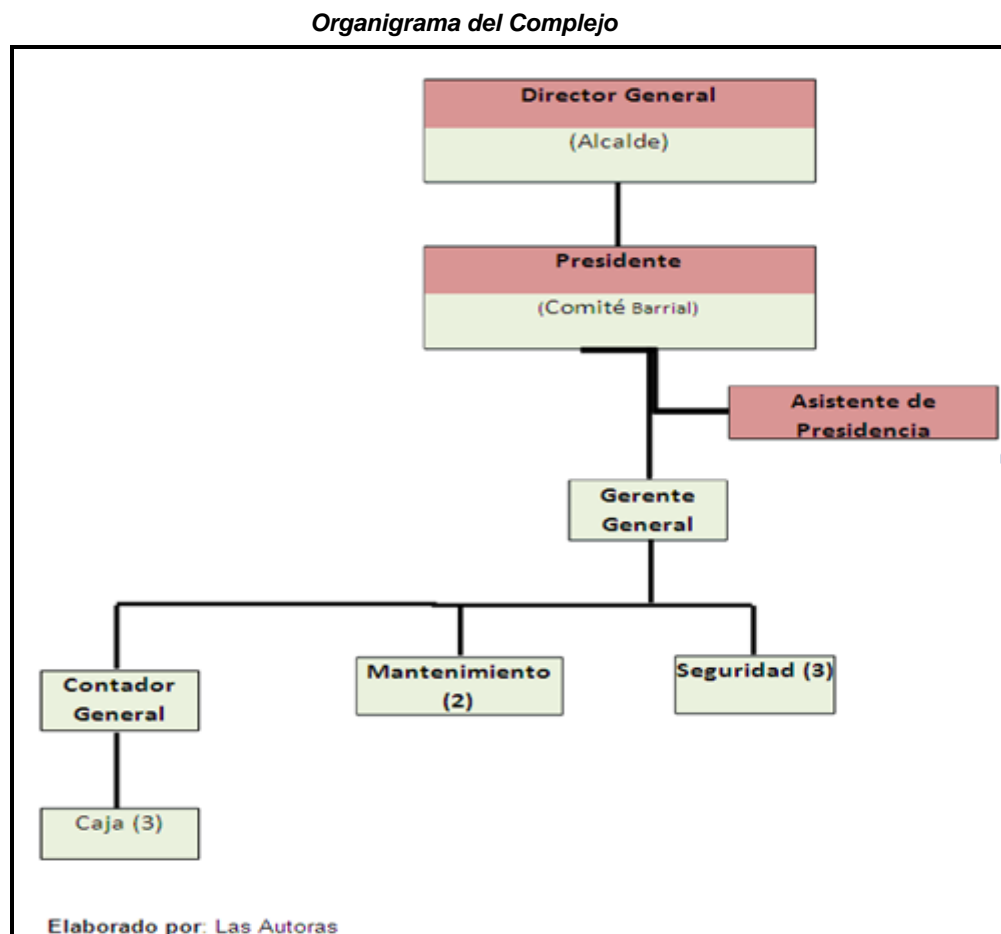 Organigrama del Complejo
Director General
(Alcalde)
Presidente
(Comité Barrial)
Asistente de
Presidencia
Gerente
General
Contador
General
Mantenimiento
(2)
Seguridad (3)
Caja (3)
Elaborado por: Las Autoras